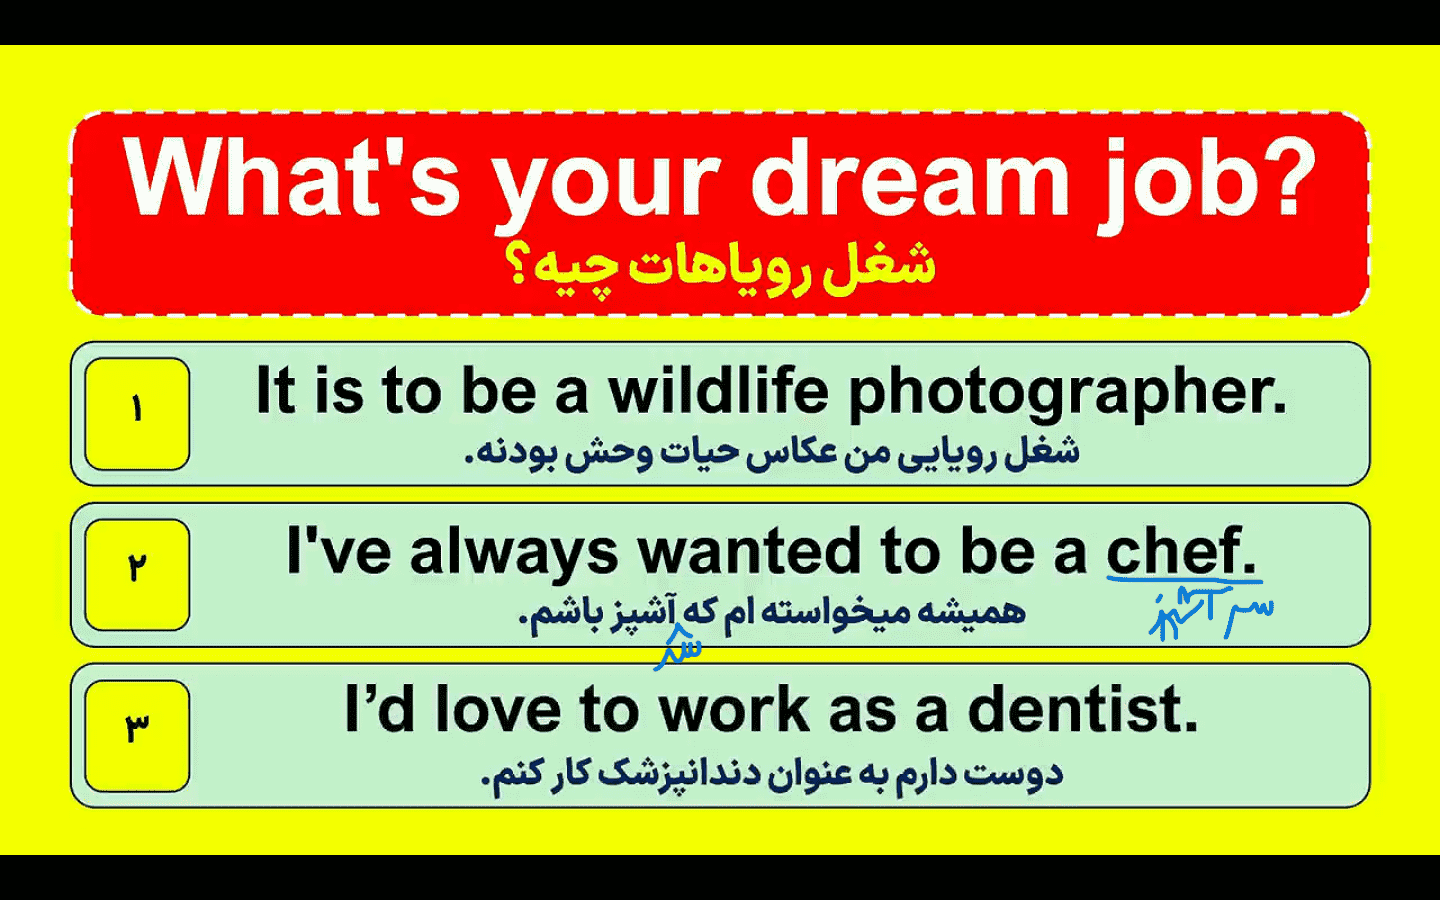 What's your dream job?
شغل رویاهات چیه؟
۱
It is to be a wildlife photographer.
شغل رویایی من عکاس حیات وحش بودنه.
۲
I've always wanted to be a chef.
همیشه میخواسته ام که آشپز باشم.
سر آشپز
سر
۳
I’d love to work as a dentist.
دوست دارم به عنوان دندانپزشک کار کنم.